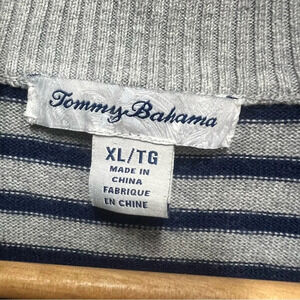 Tommy Bahama
XL/TG
MADE IN
CHINA
FABRIQUE
EN CHINE